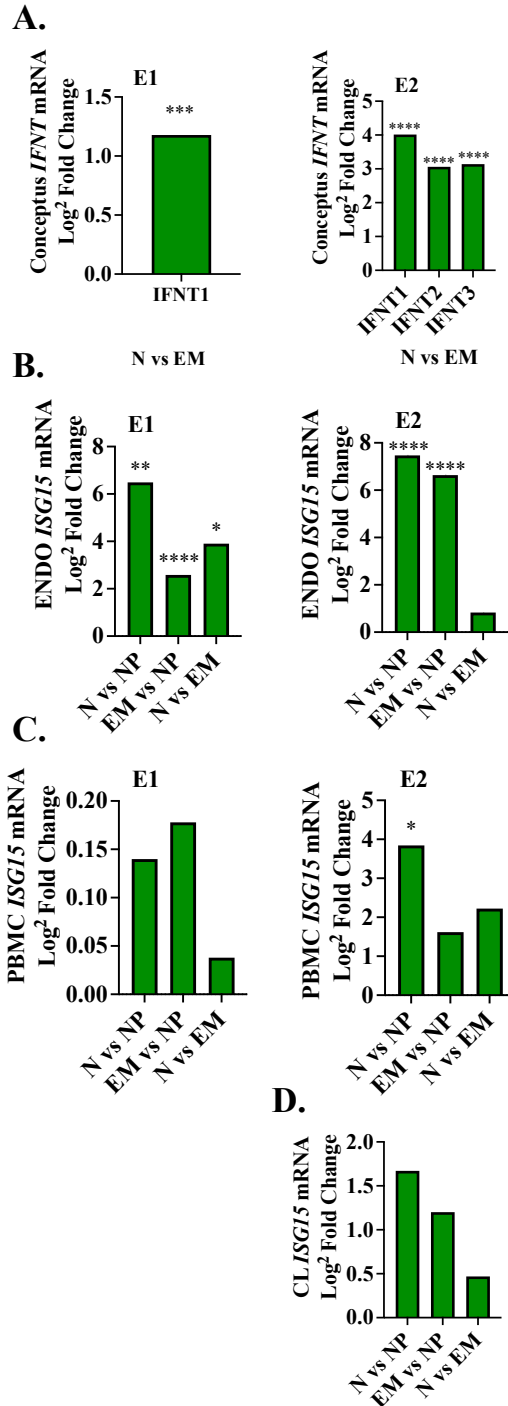 A.
E1
***
Conceptus IFNT mRNA
Log² Fold Change
1.5
1.0
0.5
0.0
IFNT1
N vs EM
E2
Conceptus IFNT mRNA
Log² Fold Change
5
4
3
2
1
0
****
****
****
IFNT1
IFNT2
IFNT3
N vs EM
B.
E1
ENDO ISG15 mRNA
Log² Fold Change
8
6
4
2
0
**
****
*
N vs NP
EM vs NP
N vs EM
E2
ENDO ISG15 mRNA
Log² Fold Change
8
6
4
2
0
****
****
N vs NP
EM vs NP
N vs EM
C.
E1
PBMC ISG15 mRNA
Log² Fold Change
0.20
0.15
0.10
0.05
0.00
N vs NP
EM vs NP
N vs EM
E2
PBMC ISG15 mRNA
Log² Fold Change
5
4
3
2
1
0
*
N vs NP
EM vs NP
N vs EM
D.
CL ISG15 mRNA
Log² Fold Change
2.0
1.5
1.0
0.5
0.0
N vs NP
EM vs NP
N vs EM